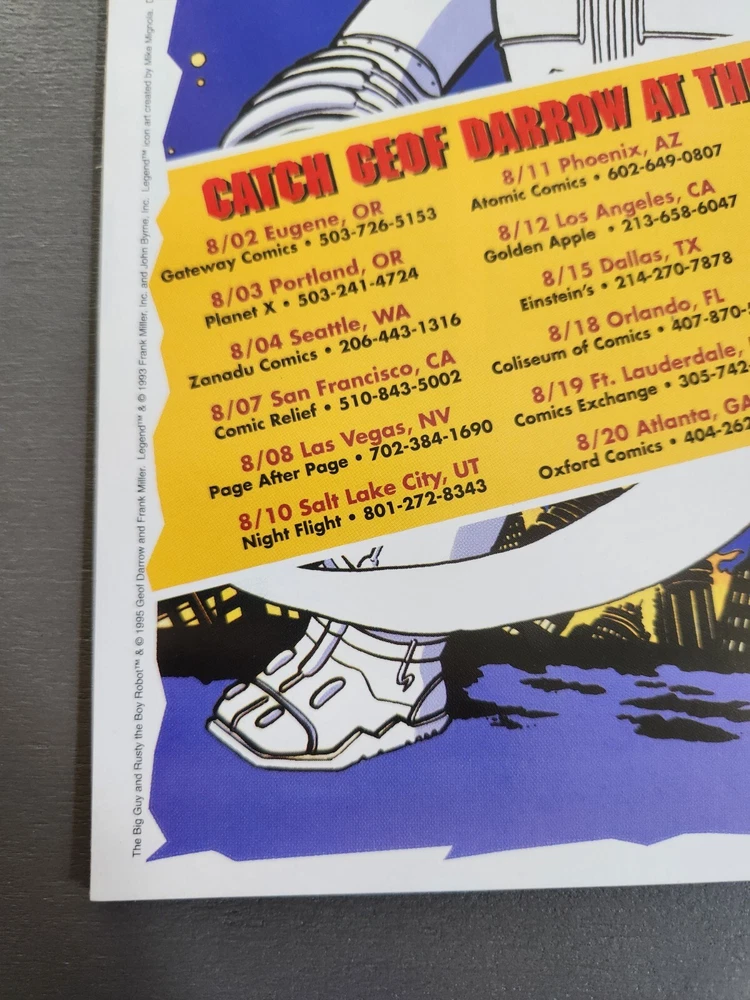 CATCH GEOF DARROW AT THE
8/02 Eugene, OR
Gateway Comics • 503-726-5153
8/03 Portland, OR
Planet X • 503-241-4724
8/04 Seattle, WA
Zanadu Comics • 206-443-1316
8/07 San Francisco, CA
Comic Relief • 510-843-5002
8/08 Las Vegas, NV
Page After Page • 702-384-1690
8/10 Salt Lake City, UT
Night Flight • 801-272-8343
8/11 Phoenix, AZ
Atomic Comics • 602-649-0807
8/12 Los Angeles, CA
Golden Apple • 213-658-6047
8/15 Dallas, TX
Einstein's • 214-270-7878
8/18 Orlando, FL
Coliseum of Comics • 407-870-
8/19 Ft. Lauderdale,
Comics Exchange • 305-742-
8/20 Atlanta, GA
Oxford Comics • 404-262
The Big Guy and Rusty the Boy Robot™ & © 1995 Geof Darrow and Frank Miller. Legend™ & © 1993 Frank Miller, Inc. and John Byrne, Inc. Legend™ icon art created by Mike Mignola.